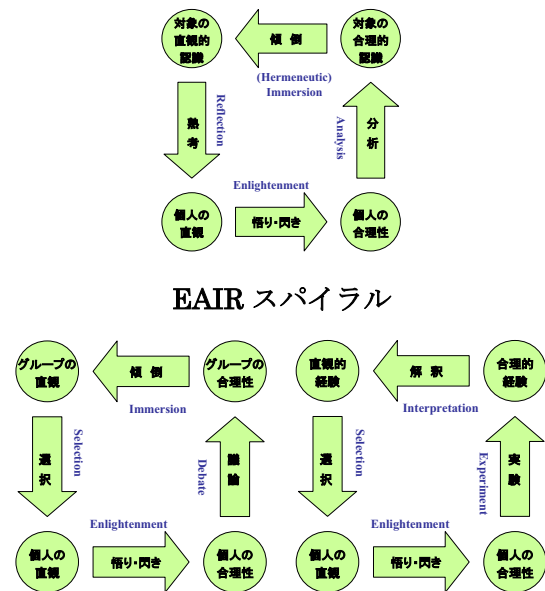 対象の
直観的
認識
傾 倒
対象の
合理的
認識
(Hermeneutic)
Immersion
熟
考
Reflection
Analysis
分
析
Enlightenment
個人の
直観
悟り・閃き
個人の
合理性
EAIR スパイラル
グループの
直観
傾 倒
グループの
合理性
Immersion
選
択
Selection
Debate
議
論
Enlightenment
個人の
直観
悟り・閃き
個人の
合理性
直観的
経験
解 釈
合理的
経験
Interpretation
選
択
Selection
Experiment
実
験
Enlightenment
個人の
直観
悟り・閃き
個人の
合理性